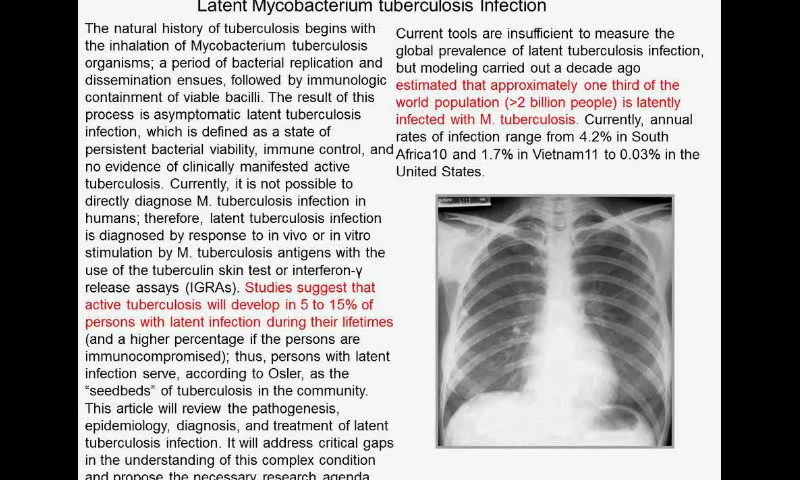 Latent Mycobacterium tuberculosis Infection
The natural history of tuberculosis begins with
the inhalation of Mycobacterium tuberculosis
organisms; a period of bacterial replication and
dissemination ensues, followed by immunologic
containment of viable bacilli. The result of this
process is asymptomatic latent tuberculosis
infection, which is defined as a state of
persistent bacterial viability, immune control, and
no evidence of clinically manifested active
tuberculosis. Currently, it is not possible to
directly diagnose M. tuberculosis infection in
humans; therefore, latent tuberculosis infection
is diagnosed by response to in vivo or in vitro
stimulation by M. tuberculosis antigens with the
use of the tuberculin skin test or interferon-γ
release assays (IGRAs). Studies suggest that
active tuberculosis will develop in 5 to 15% of
persons with latent infection during their lifetimes
(and a higher percentage if the persons are
immunocompromised); thus, persons with latent
infection serve, according to Osler, as the
“seedbeds” of tuberculosis in the community.
This article will review the pathogenesis,
epidemiology, diagnosis, and treatment of latent
tuberculosis infection. It will address critical gaps
in the understanding of this complex condition
and propose the necessary research agenda
Current tools are insufficient to measure the
global prevalence of latent tuberculosis infection,
but modeling carried out a decade ago
estimated that approximately one third of the
world population (>2 billion people) is latently
infected with M. tuberculosis. Currently, annual
rates of infection range from 4.2% in South
Africa10 and 1.7% in Vietnam11 to 0.03% in the
United States.